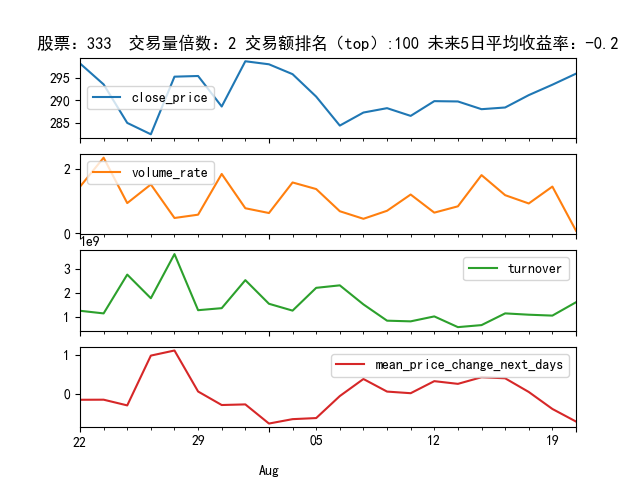 股票：333  交易量倍数：2 交易额排名（top）:100 未来5日平均收益率：-0.2
295
290
285
close_price
2
0
volume_rate
1e9
3
2
1
turnover
1
0
mean_price_change_next_days
22 29 05 12 19
Aug